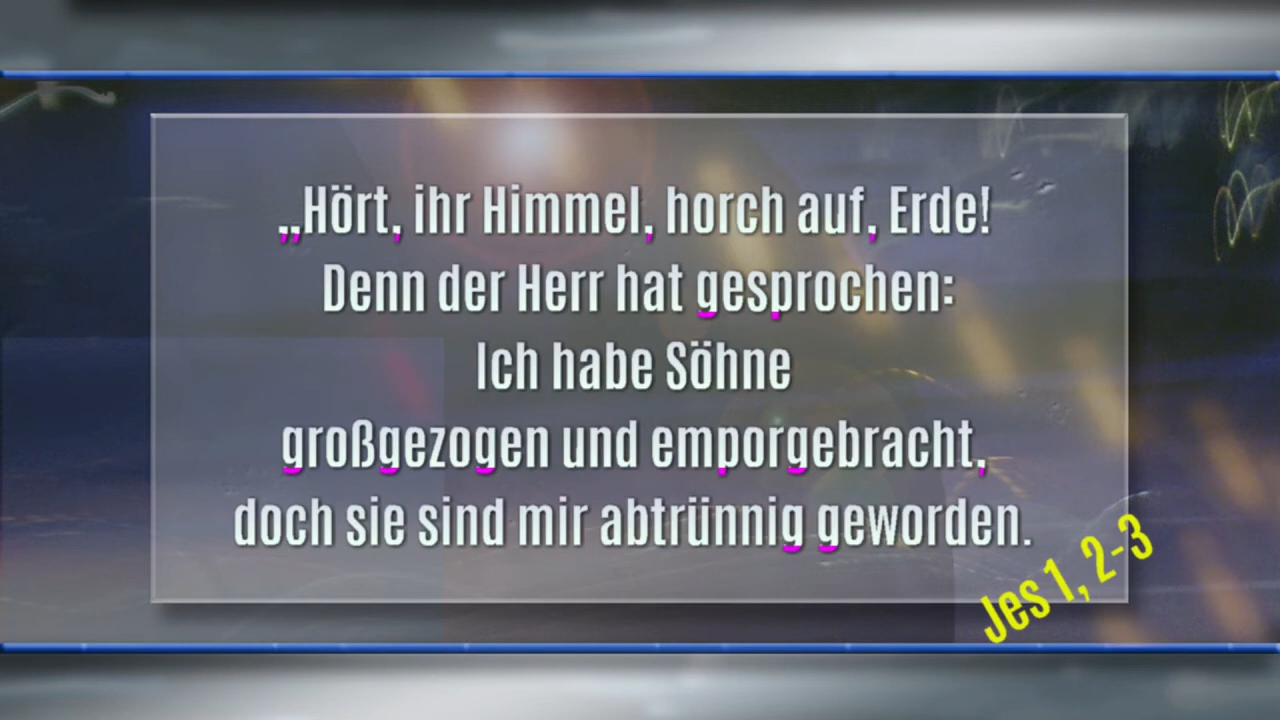 „Hört, ihr Himmel, horch auf, Erde!
Denn der Herr hat gesprochen:
Ich habe Söhne
großgezogen und emporgebracht,
doch sie sind mir abtrünnig geworden.
Jes 1, 2-3